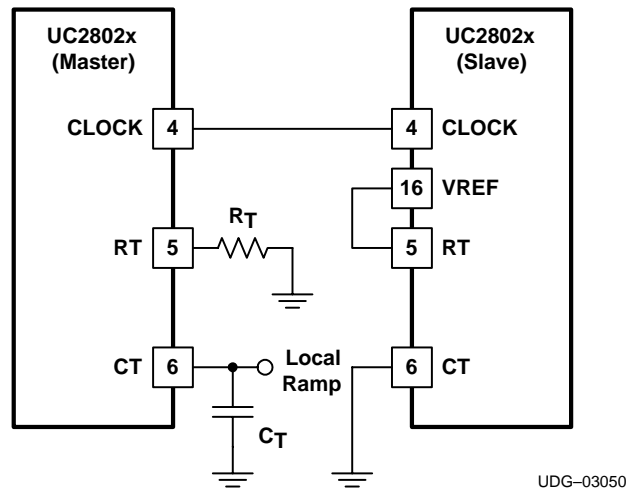 UC2802x
(Master)
UC2802x
(Slave)
CLOCK 4
4 CLOCK
16 VREF
RT
RT 5
5 RT
CT 6
Local
Ramp
6 CT
CT
UDG–03050